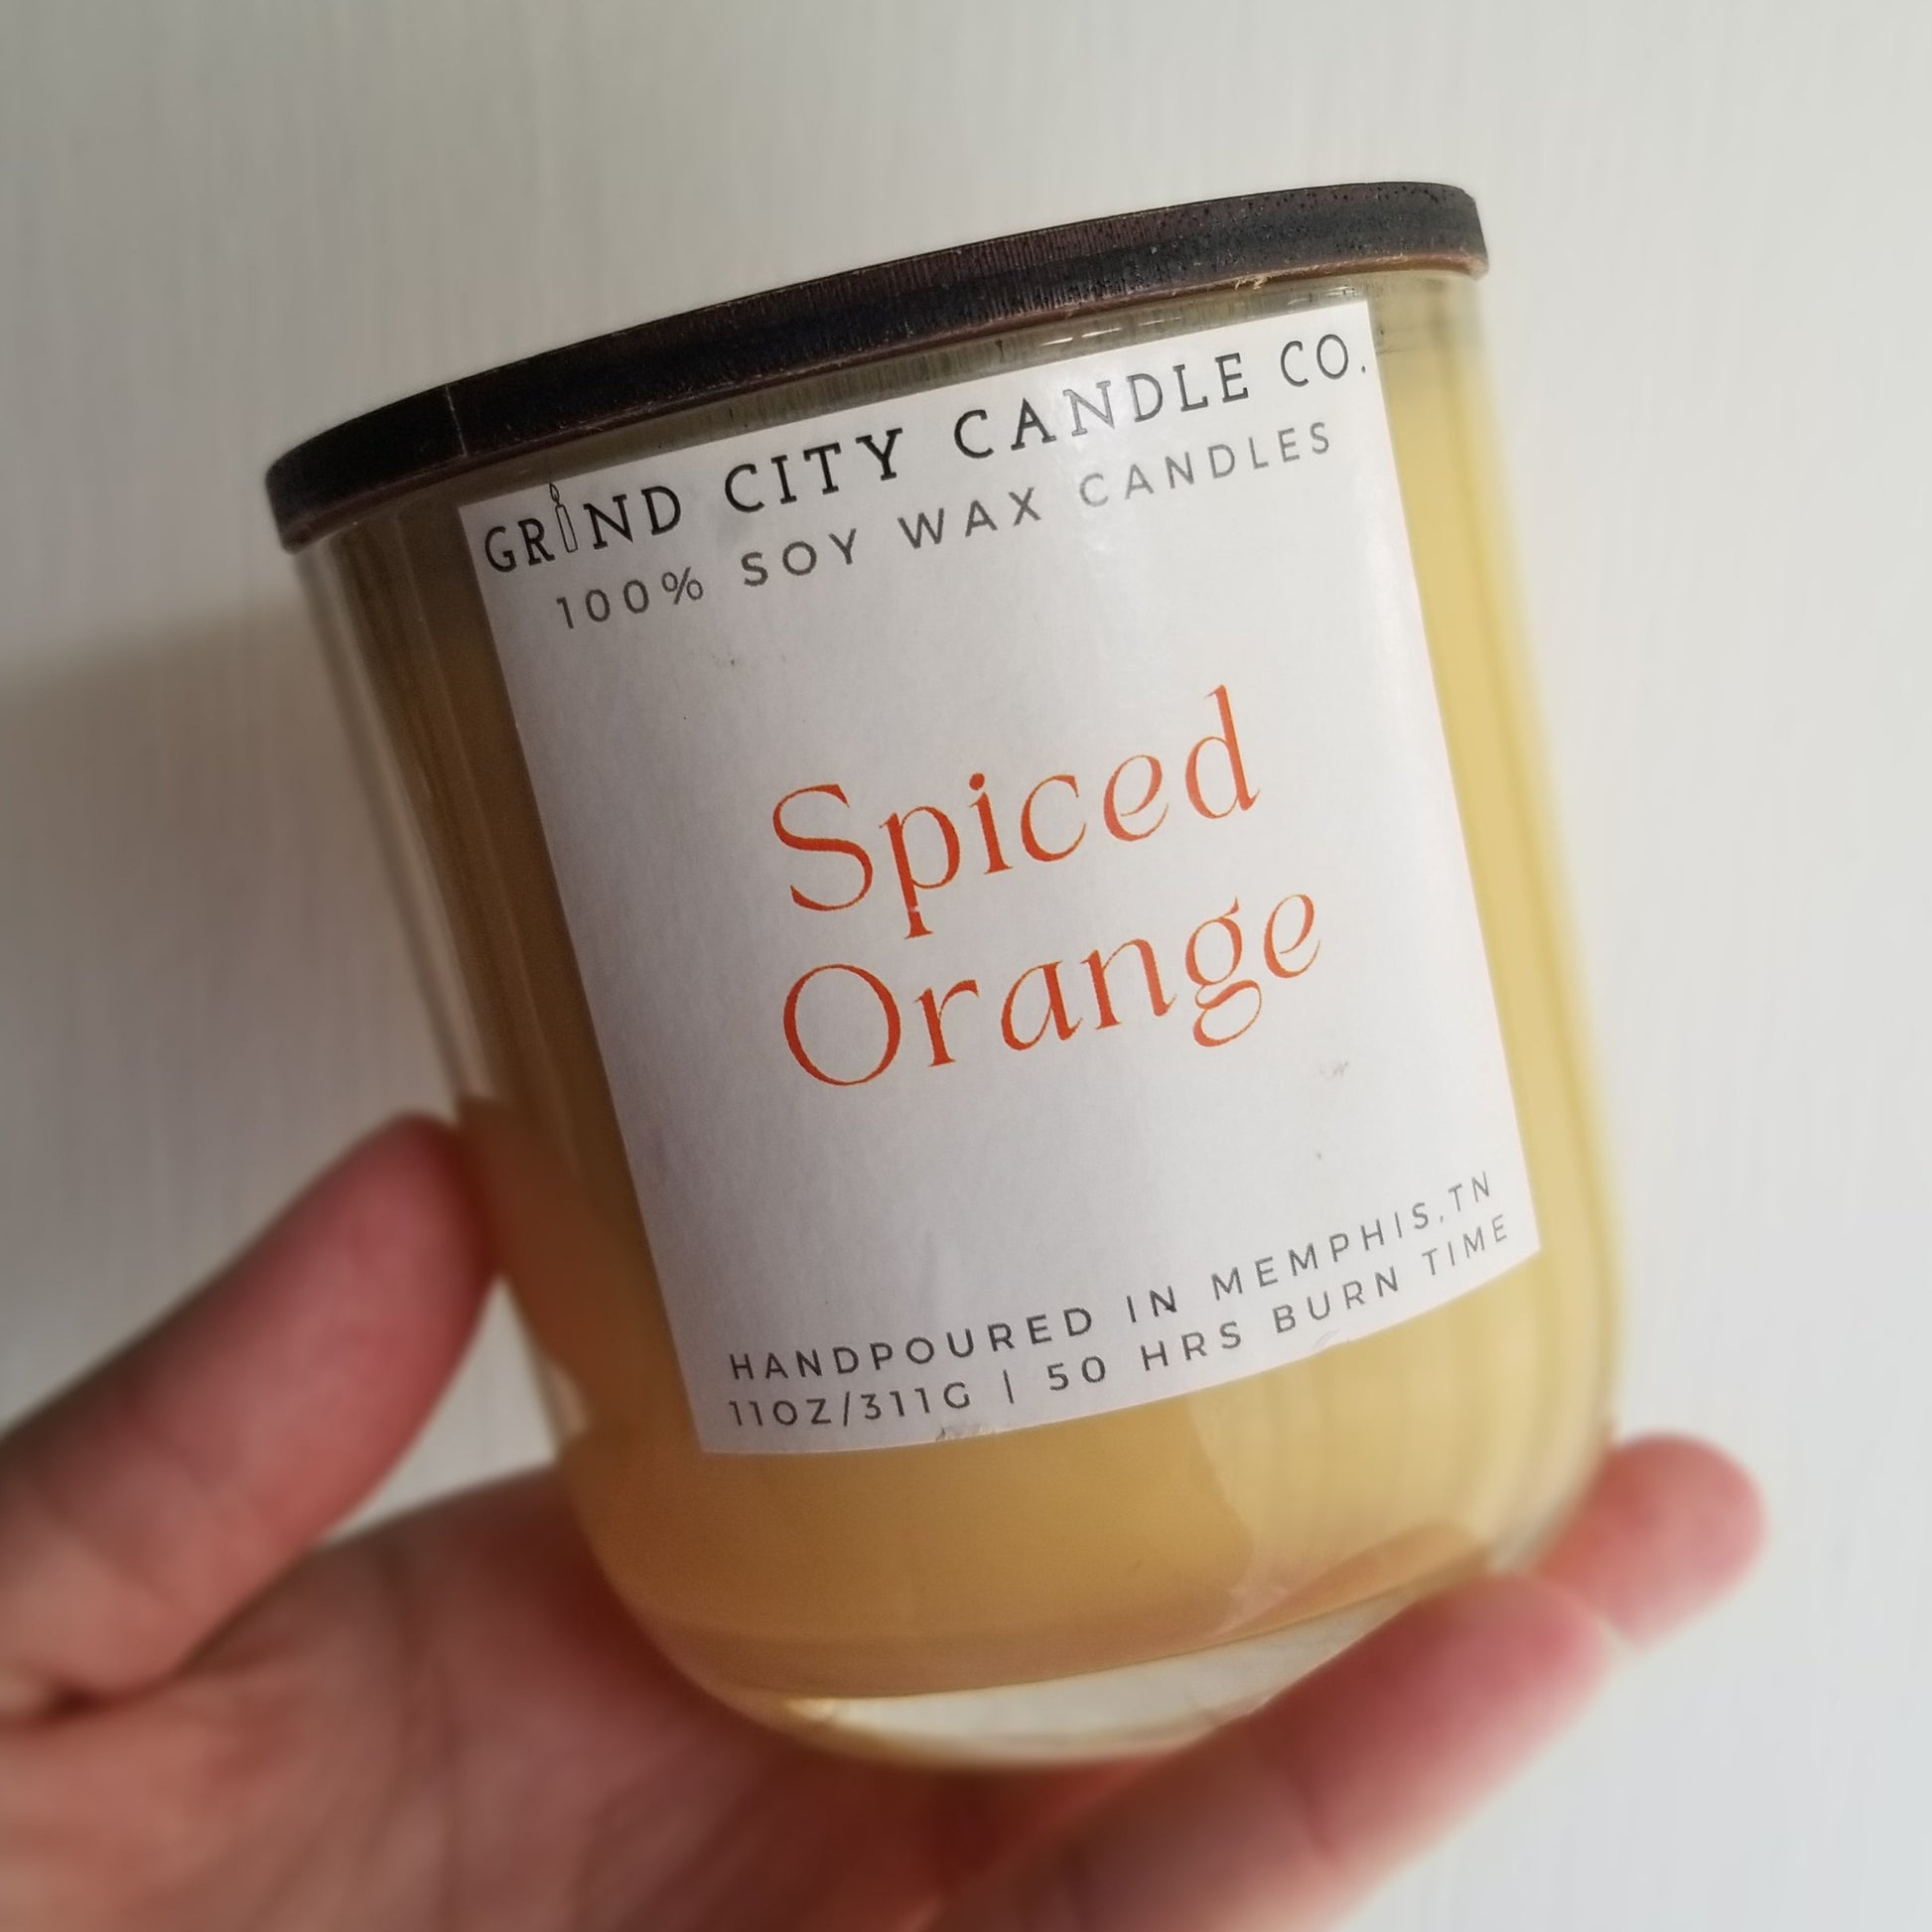 GRIND CITY CANDLE CO.
100% SOY WAX CANDLES
Spiced
Orange
HANDPOURED IN MEMPHIS,TN
11OZ/311G | 50 HRS BURN TIME